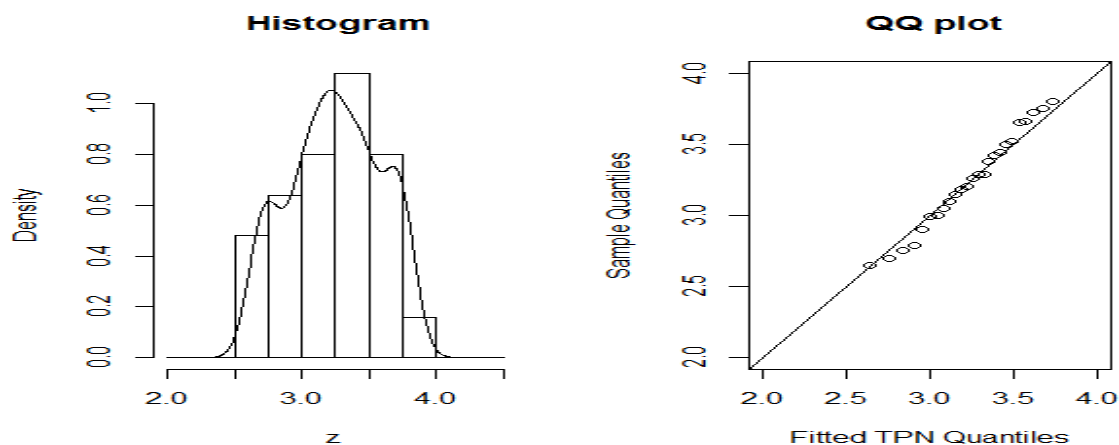 Histogram
Density
0.0 0.2 0.4 0.6 0.8 1.0
2.0 3.0 4.0
z
QQ plot
Sample Quantiles
2.0 2.5 3.0 3.5 4.0
2.0 2.5 3.0 3.5 4.0
Fitted TPN Quantiles